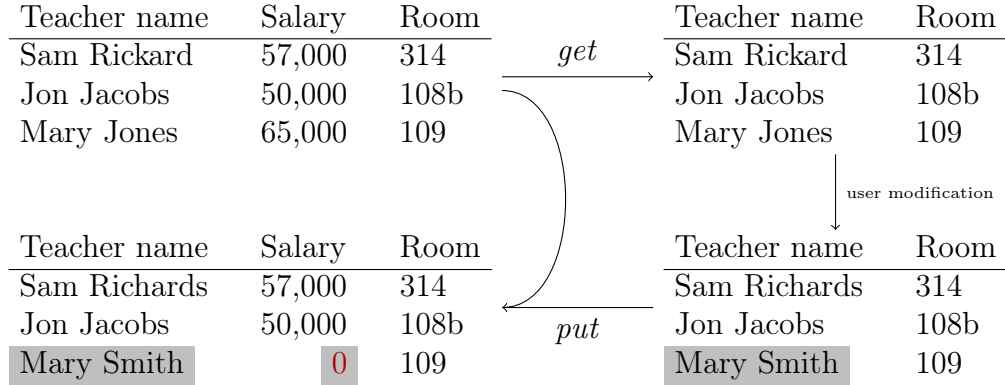 Teacher name Salary Room
Sam Rickard 57,000 314
Jon Jacobs 50,000 108b
Mary Jones 65,000 109
get
Teacher name Room
Sam Rickard 314
Jon Jacobs 108b
Mary Jones 109
user modification
Teacher name Salary Room
Sam Richards 57,000 314
Jon Jacobs 50,000 108b
Mary Smith 0 109
put
Teacher name Room
Sam Richards 314
Jon Jacobs 108b
Mary Smith 109